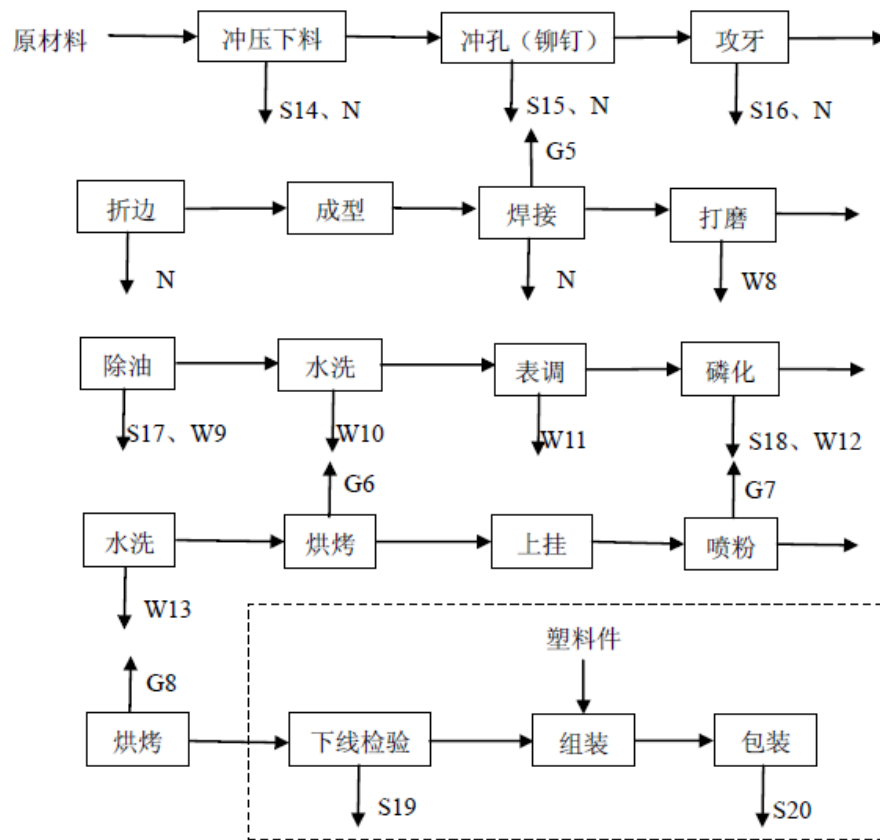 原材料 冲压下料 冲孔（铆钉） 攻牙
S14、N S15、N S16、N
G5
折边 成型 焊接 打磨
N N W8
除油 水洗 表调 磷化
S17、W9 W10 W11 S18、W12
G6 G7
水洗 烘烤 上挂 喷粉
W13
塑料件
G8
烘烤 下线检验 组装 包装
S19 S20